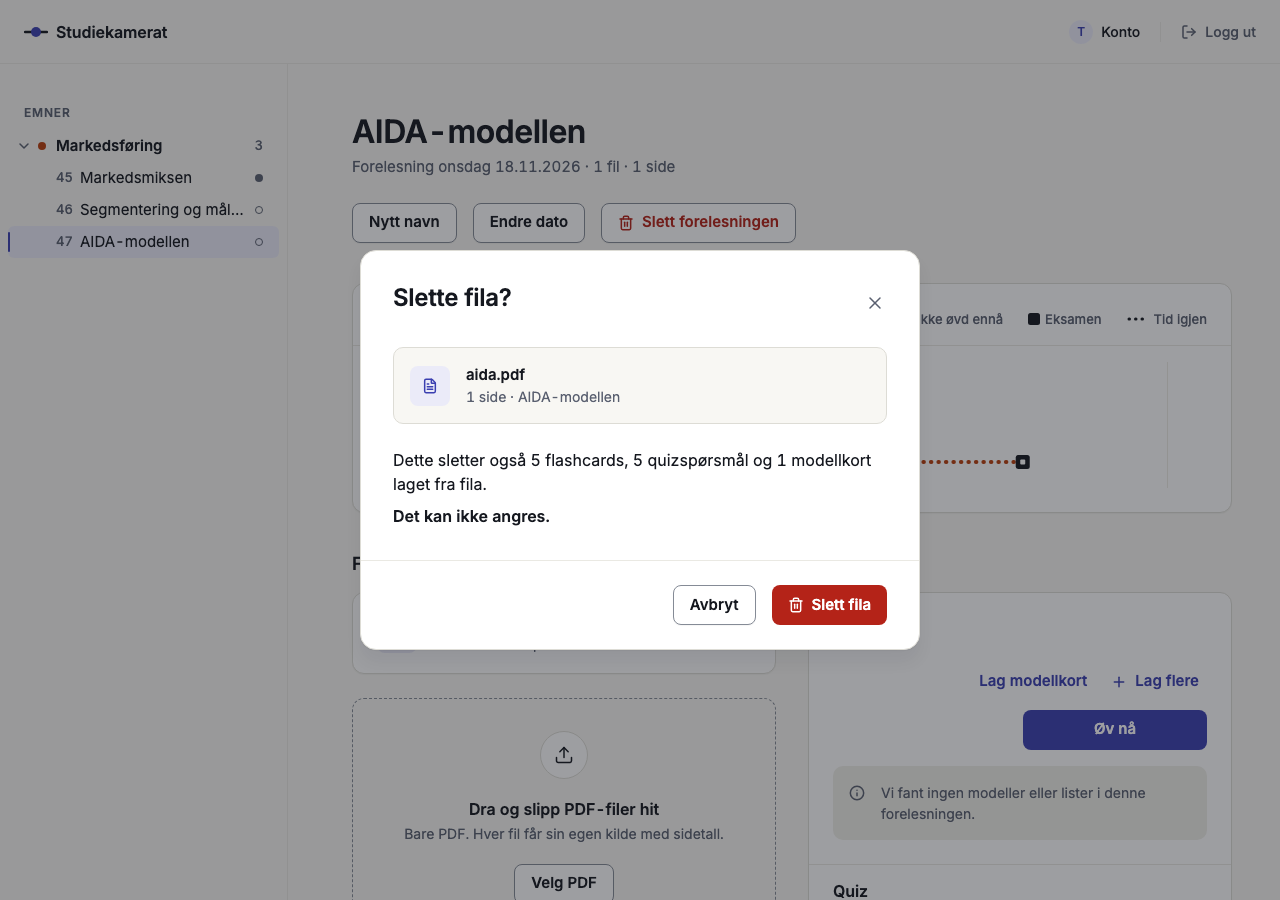 Studiekamerat
T Konto
Logg ut
EMNER
Markedsføring 3
45 Markedsmiksen
46 Segmentering og mål...
47 AIDA-modellen
AIDA-modellen
Forelesning onsdag 18.11.2026 · 1 fil · 1 side
Nytt navn
Endre dato
Slett forelesningen
øvd ennå
Eksamen
Tid igjen
Slette fila?
aida.pdf
1 side · AIDA-modellen
Dette sletter også 5 flashcards, 5 quizspørsmål og 1 modellkort
laget fra fila.
Det kan ikke angres.
Avbryt
Slett fila
Dra og slipp PDF-filer hit
Bare PDF. Hver fil får sin egen kilde med sidetall.
Velg PDF
Lag modellkort
+ Lag flere
Øv nå
Vi fant ingen modeller eller lister i denne
forelesningen.
Quiz